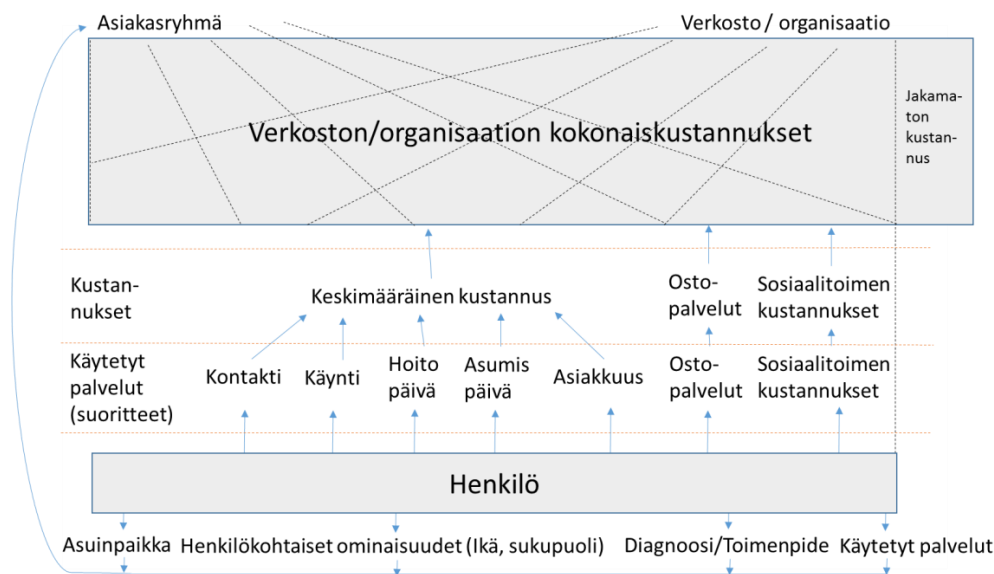 Asiakasryhmä
Verkosto / organisaatio
Verkoston/organisaation kokonaiskustannukset
Jakama-
ton
kustan-
nus
Kustan-
nukset
Keskimääräinen kustannus
Osto-
palvelut
Sosiaalitoimen
kustannukset
Käytetyt
palvelut
(suoritteet)
Kontakti
Käynti
Hoito
päivä
Asumis
päivä
Asiakkuus
Osto-
palvelut
Sosiaalitoimen
kustannukset
Henkilö
Asuinpaikka
Henkilökohtaiset ominaisuudet (Ikä, sukupuoli)
Diagnoosi/Toimenpide
Käytetyt palvelut